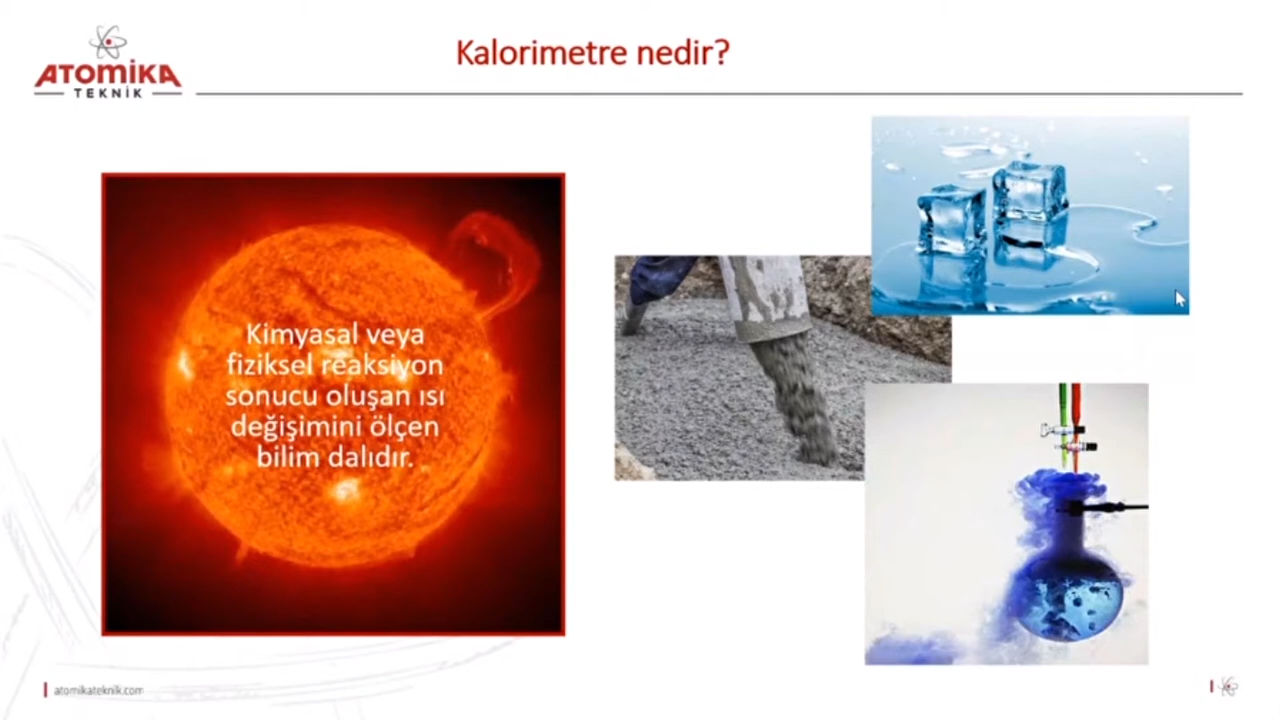 ATOMİKA
TEKNİK
Kalorimetre nedir?
Kimyasal veya
fiziksel reaksiyon
sonucu oluşan ısı
değişimini ölçen
bilim dalıdır.
atomikateknik.com